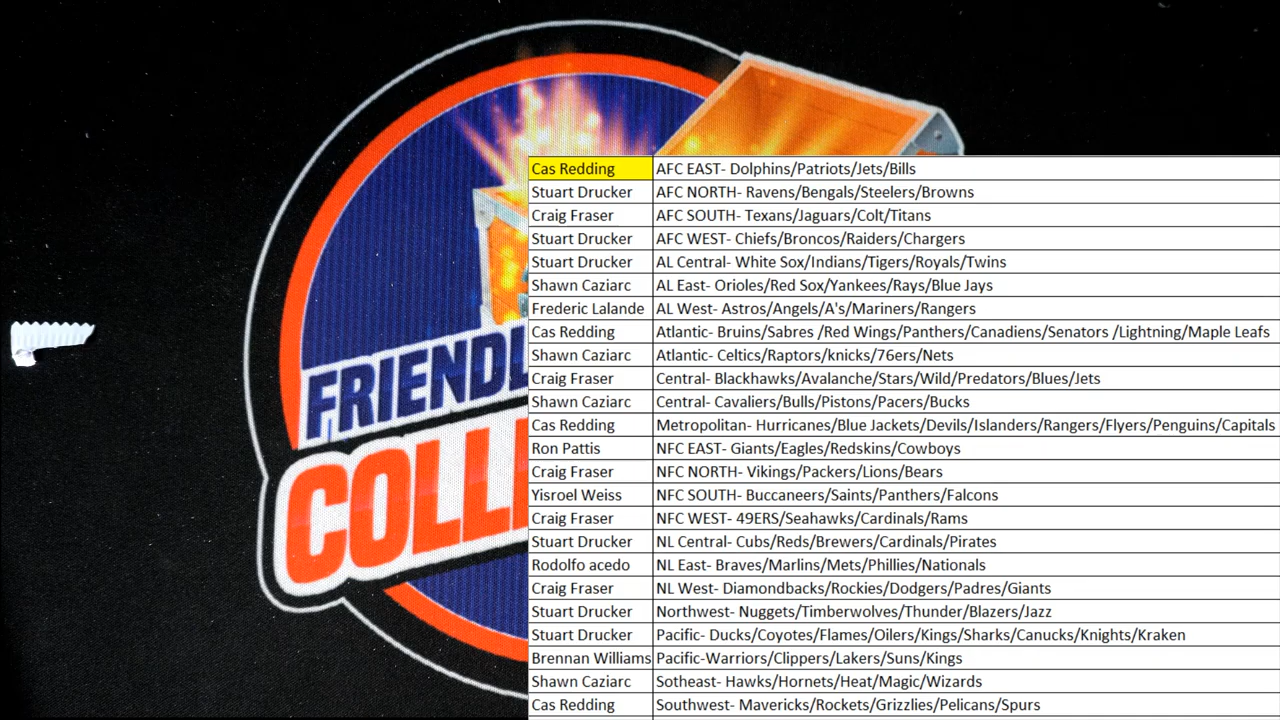 FRIENDL
COLL
Cas Redding AFC EAST- Dolphins/Patriots/Jets/Bills
Stuart Drucker AFC NORTH- Ravens/Bengals/Steelers/Browns
Craig Fraser AFC SOUTH- Texans/Jaguars/Colt/Titans
Stuart Drucker AFC WEST- Chiefs/Broncos/Raiders/Chargers
Stuart Drucker AL Central- White Sox/Indians/Tigers/Royals/Twins
Shawn Caziarc AL East- Orioles/Red Sox/Yankees/Rays/Blue Jays
Frederic Lalande AL West- Astros/Angels/A's/Mariners/Rangers
Cas Redding Atlantic- Bruins/Sabres /Red Wings/Panthers/Canadiens/Senators /Lightning/Maple Leafs
Shawn Caziarc Atlantic- Celtics/Raptors/knicks/76ers/Nets
Craig Fraser Central- Blackhawks/Avalanche/Stars/Wild/Predators/Blues/Jets
Shawn Caziarc Central- Cavaliers/Bulls/Pistons/Pacers/Bucks
Cas Redding Metropolitan- Hurricanes/Blue Jackets/Devils/Islanders/Rangers/Flyers/Penguins/Capitals
Ron Pattis NFC EAST- Giants/Eagles/Redskins/Cowboys
Craig Fraser NFC NORTH- Vikings/Packers/Lions/Bears
Yisroel Weiss NFC SOUTH- Buccaneers/Saints/Panthers/Falcons
Craig Fraser NFC WEST- 49ERS/Seahawks/Cardinals/Rams
Stuart Drucker NL Central- Cubs/Reds/Brewers/Cardinals/Pirates
Rodolfo acedo NL East- Braves/Marlins/Mets/Phillies/Nationals
Craig Fraser NL West- Diamondbacks/Rockies/Dodgers/Padres/Giants
Stuart Drucker Northwest- Nuggets/Timberwolves/Thunder/Blazers/Jazz
Stuart Drucker Pacific- Ducks/Coyotes/Flames/Oilers/Kings/Sharks/Canucks/Knights/Kraken
Brennan Williams Pacific-Warriors/Clippers/Lakers/Suns/Kings
Shawn Caziarc Sotheast- Hawks/Hornets/Heat/Magic/Wizards
Cas Redding Southwest- Mavericks/Rockets/Grizzlies/Pelicans/Spurs